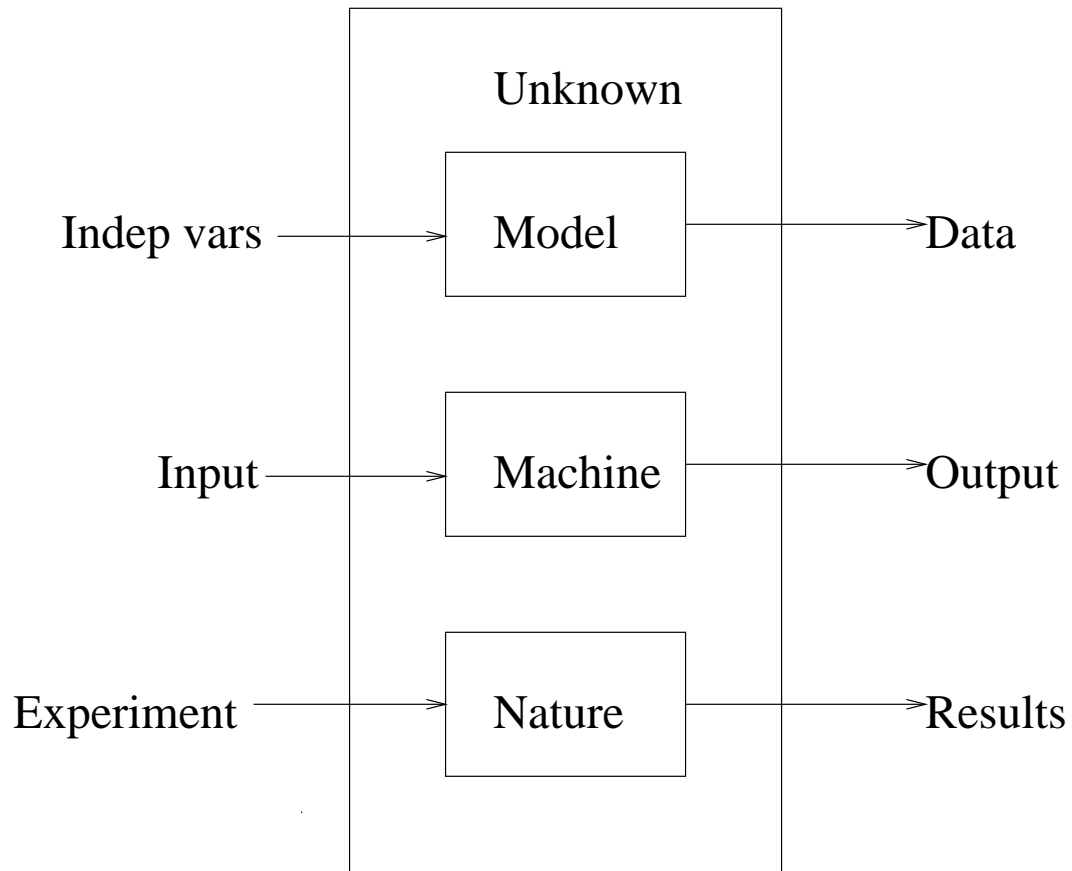 Unknown
Indep vars Model Data
Input Machine Output
Experiment Nature Results